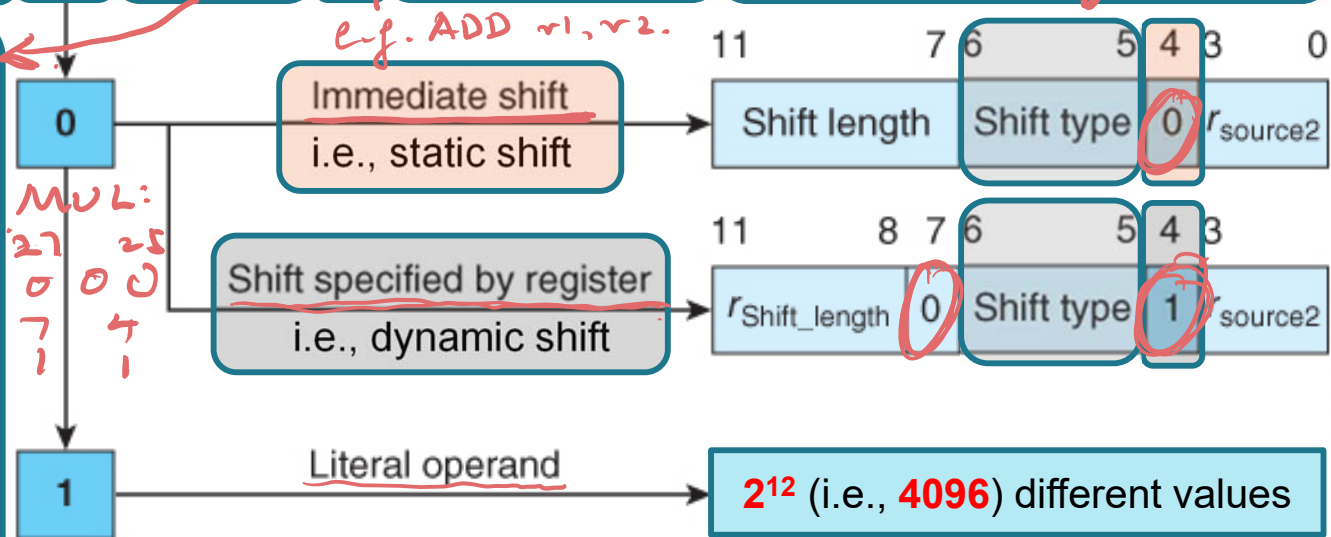 e.g. ADD r1, r2.
11 7 6 5 4 3 0
0
Immediate shift
i.e., static shift
Shift length Shift type 0 rsource2
MUL:
27 25
0 0 0
7 4
1 1
11 8 7 6 5 4 3
Shift specified by register
i.e., dynamic shift
rShift_length 0 Shift type 1 rsource2
1
Literal operand
2¹² (i.e., 4096) different values